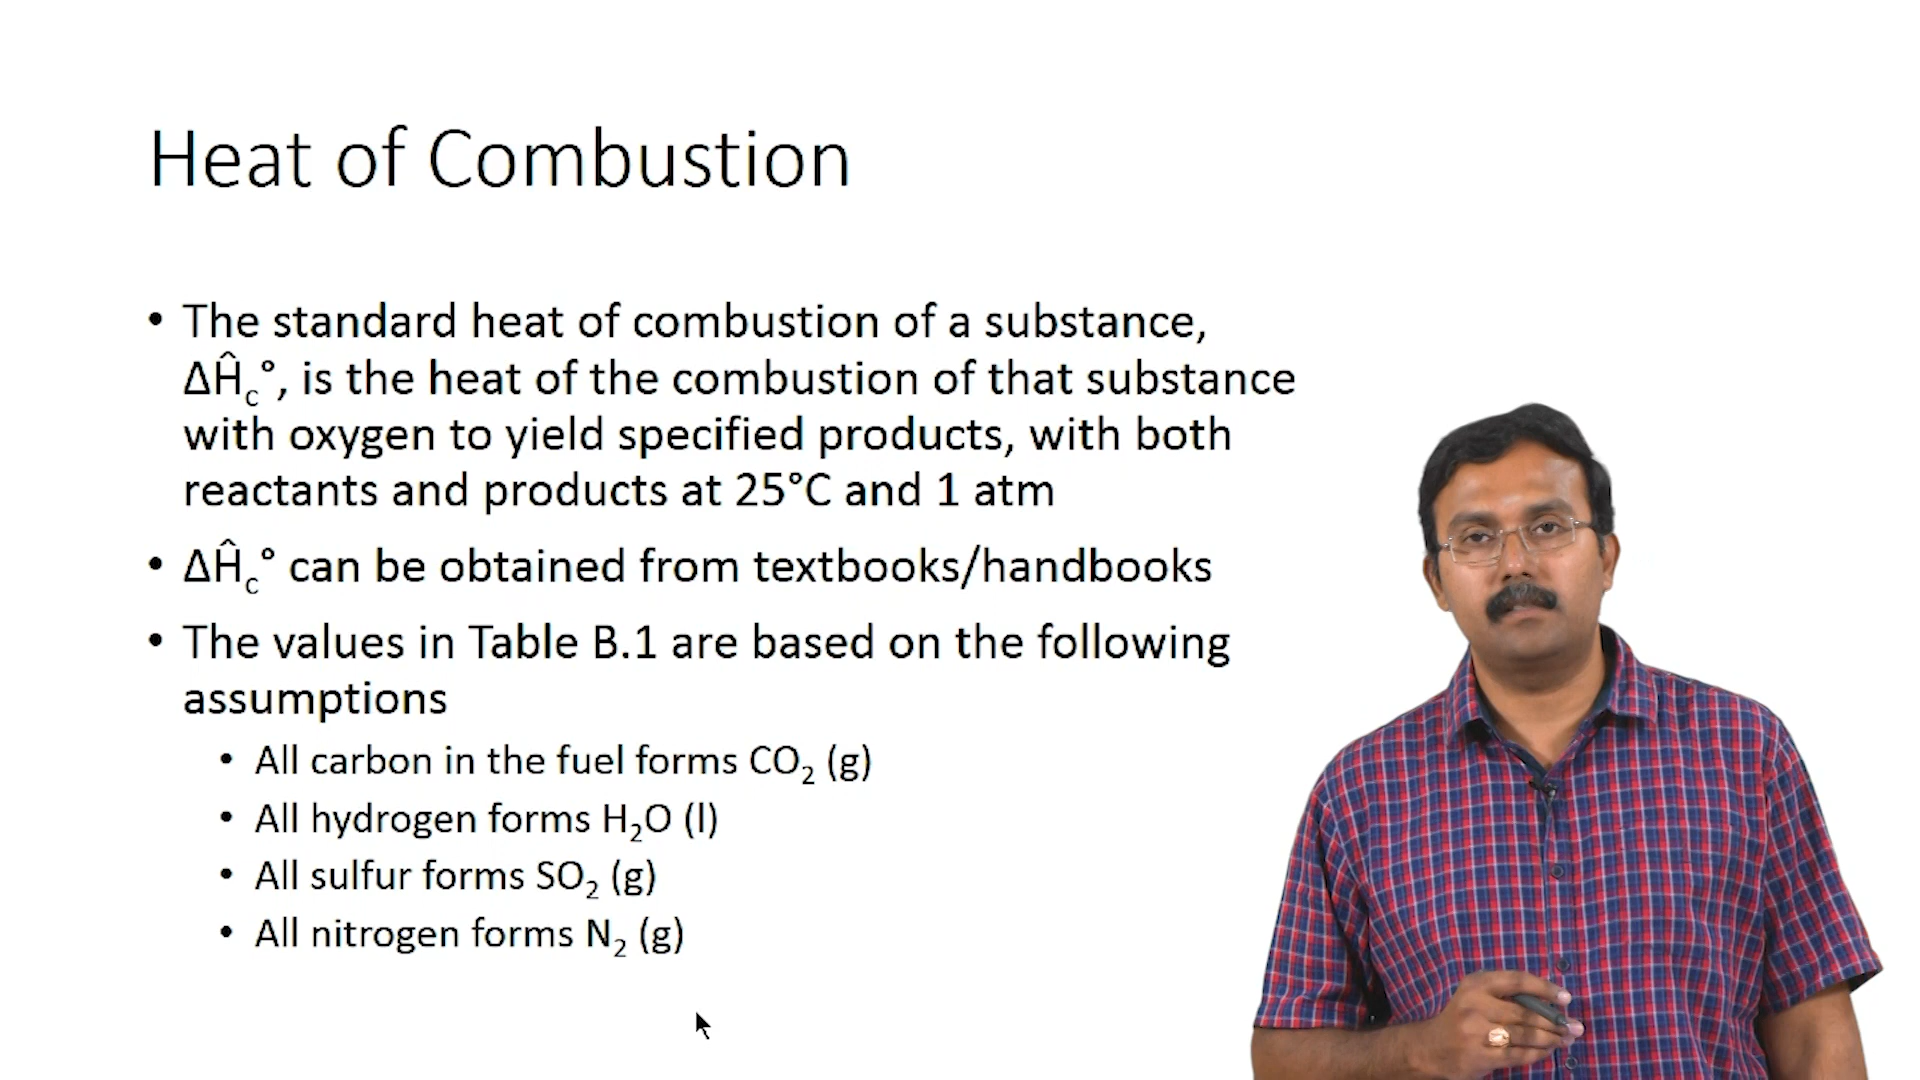 Heat of Combustion
• The standard heat of combustion of a substance,
ΔĤc°, is the heat of the combustion of that substance
with oxygen to yield specified products, with both
reactants and products at 25°C and 1 atm
• ΔĤc° can be obtained from textbooks/handbooks
• The values in Table B.1 are based on the following
assumptions
• All carbon in the fuel forms CO₂ (g)
• All hydrogen forms H₂O (l)
• All sulfur forms SO₂ (g)
• All nitrogen forms N₂ (g)